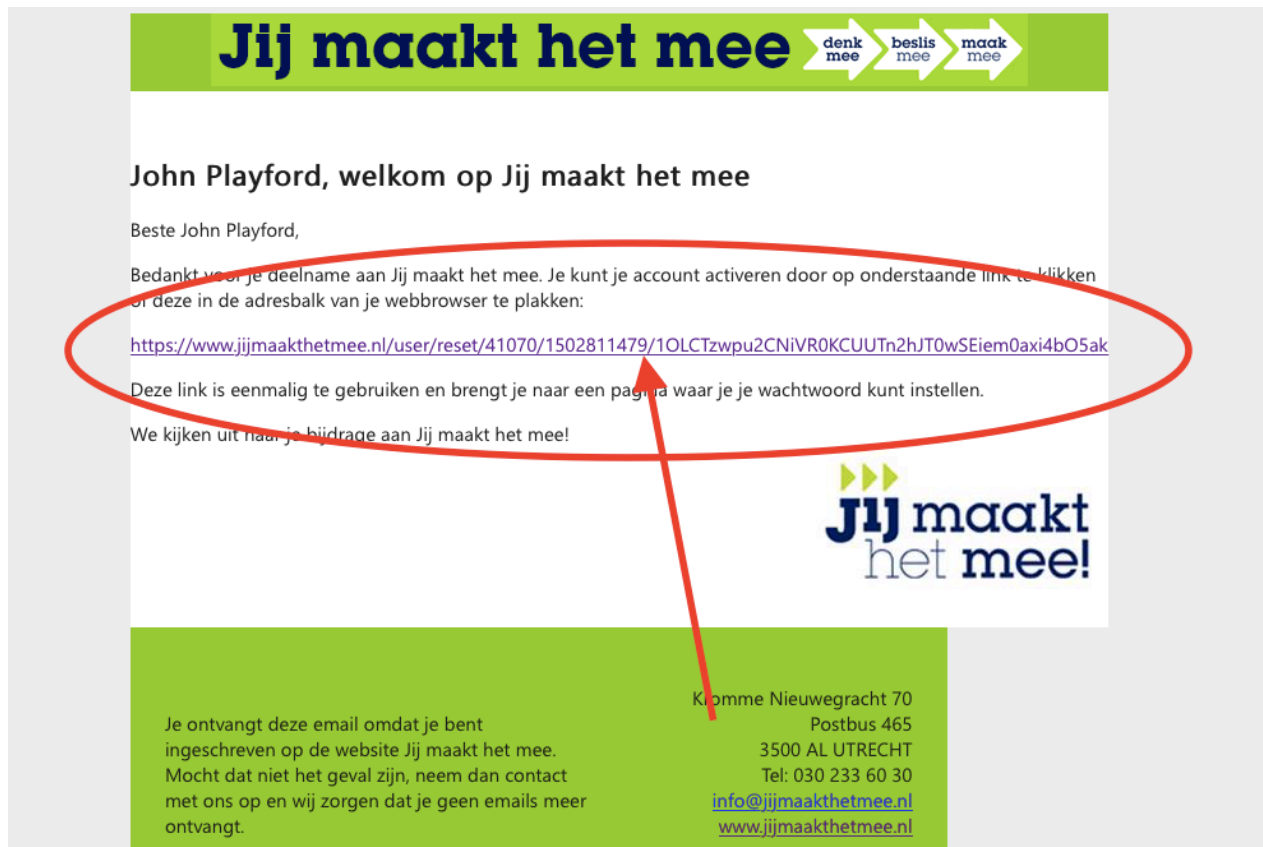 Jij maakt het mee
denk
mee
beslis
mee
maak
mee
John Playford, welkom op Jij maakt het mee
Beste John Playford,
Bedankt voor je deelname aan Jij maakt het mee. Je kunt je account activeren door op onderstaande link te klikken
of deze in de adresbalk van je webbrowser te plakken:
https://www.jijmaakthetmee.nl/user/reset/41070/1502811479/1OLCTzwpu2CNiVR0KCUUTn2hJT0wSEiem0axi4bO5ak
Deze link is eenmalig te gebruiken en brengt je naar een pagina waar je je wachtwoord kunt instellen.
We kijken uit naar je bijdrage aan Jij maakt het mee!
Jij maakt
het mee!
Je ontvangt deze email omdat je bent
ingeschreven op de website Jij maakt het mee.
Mocht dat niet het geval zijn, neem dan contact
met ons op en wij zorgen dat je geen emails meer
ontvangt.
Kromme Nieuwegracht 70
Postbus 465
3500 AL UTRECHT
Tel: 030 233 60 30
info@jijmaakthetmee.nl
www.jijmaakthetmee.nl